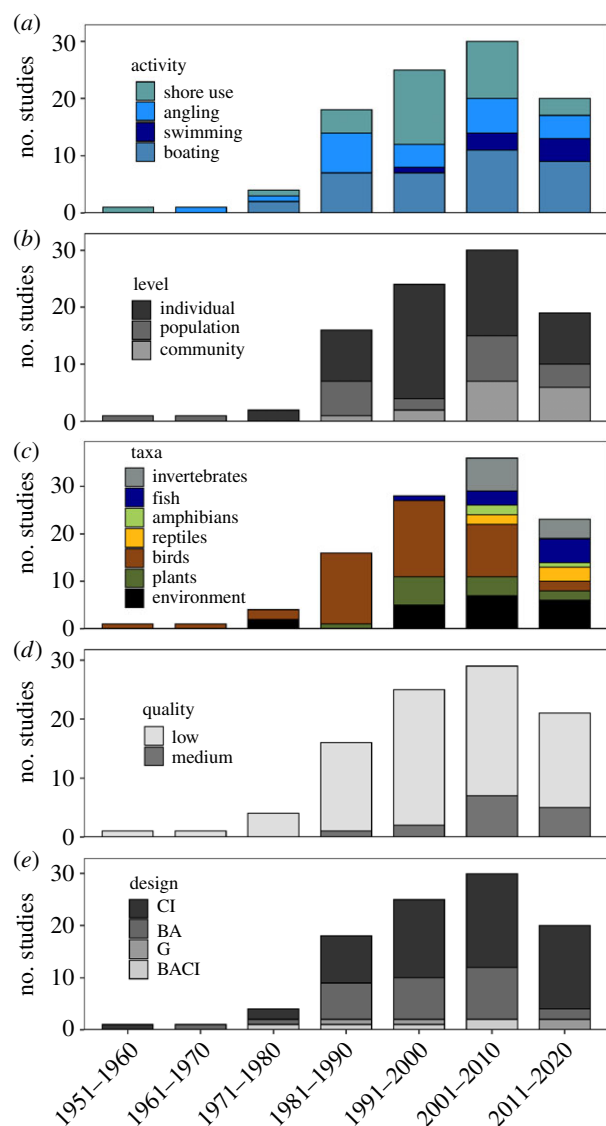 (a)
no. studies
30
20
10
0
activity
shore use
angling
swimming
boating
(b)
no. studies
30
20
10
0
level
individual
population
community
(c)
no. studies
30
20
10
0
taxa
invertebrates
fish
amphibians
reptiles
birds
plants
environment
(d)
no. studies
30
20
10
0
quality
low
medium
(e)
no. studies
30
20
10
0
design
CI
BA
G
BACI
1951–1960
1961–1970
1971–1980
1981–1990
1991–2000
2001–2010
2011–2020